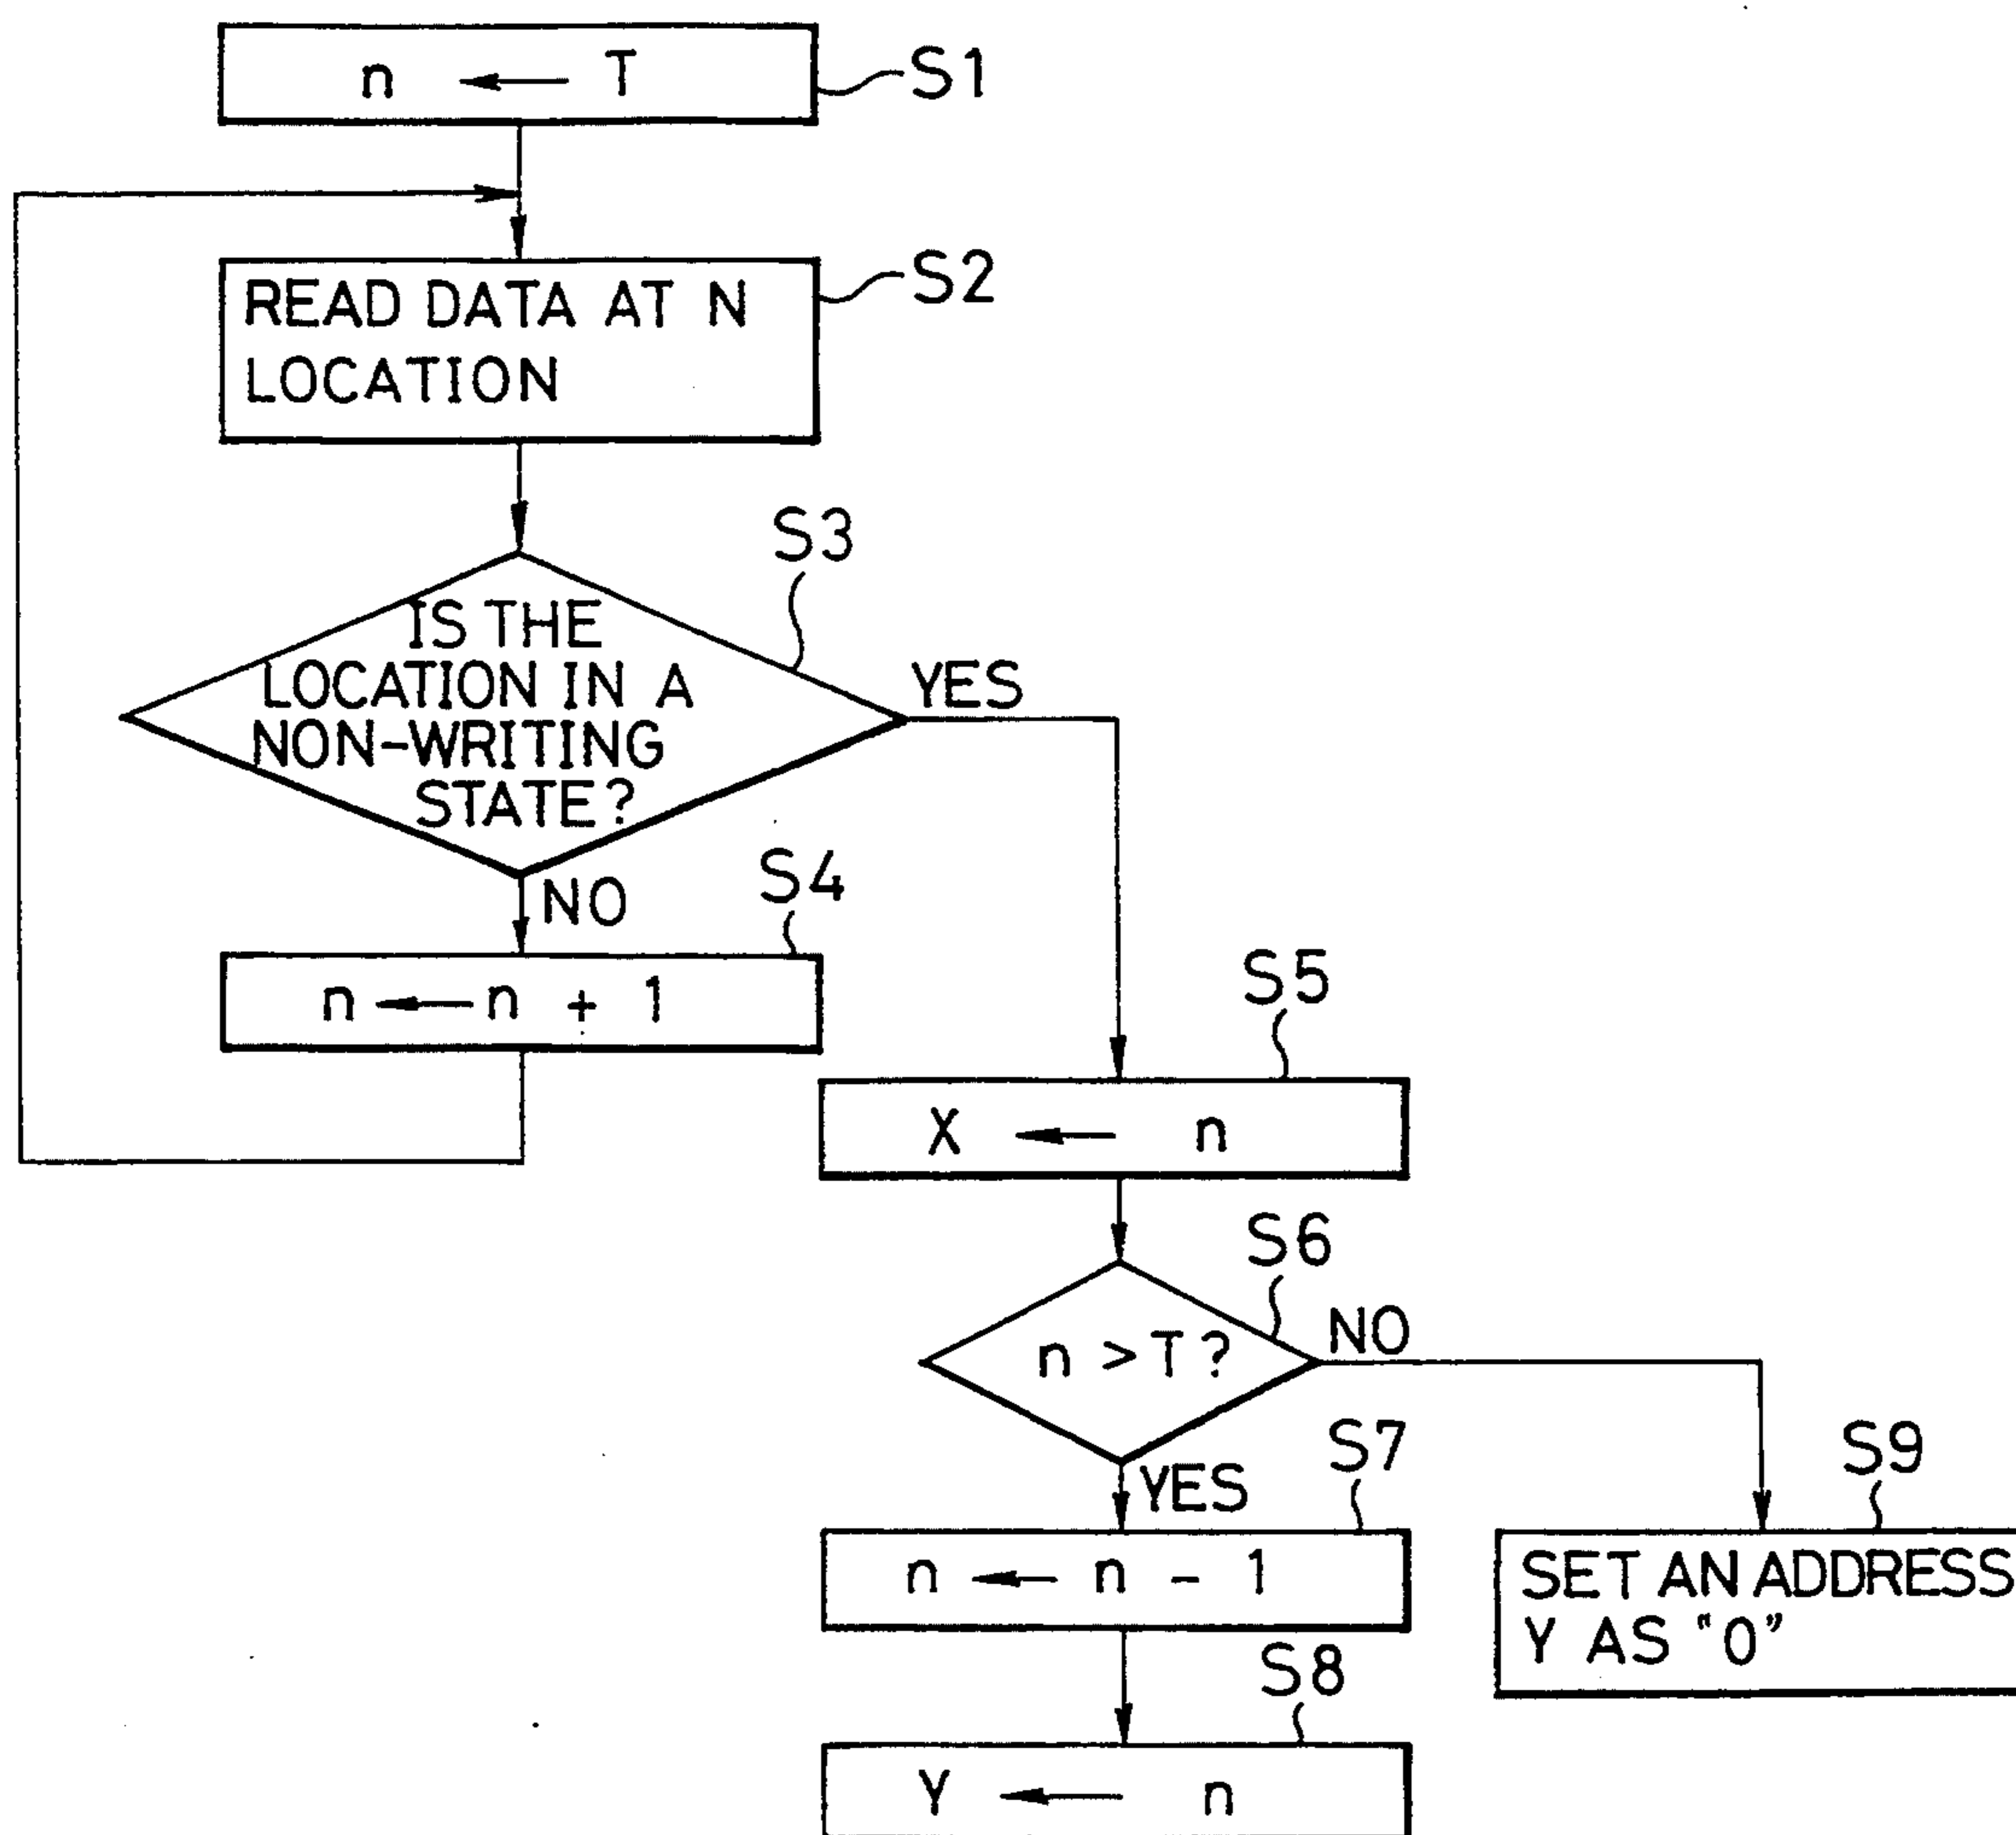 n ← T
S1
READ DATA AT N
LOCATION
S2
IS THE
LOCATION IN A
NON-WRITING
STATE?
S3
YES
NO
S4
n ← n + 1
S5
X ← n
S6
n > T?
NO
YES
S7
n ← n - 1
S9
SET AN ADDRESS
Y AS "0"
S8
Y ← n